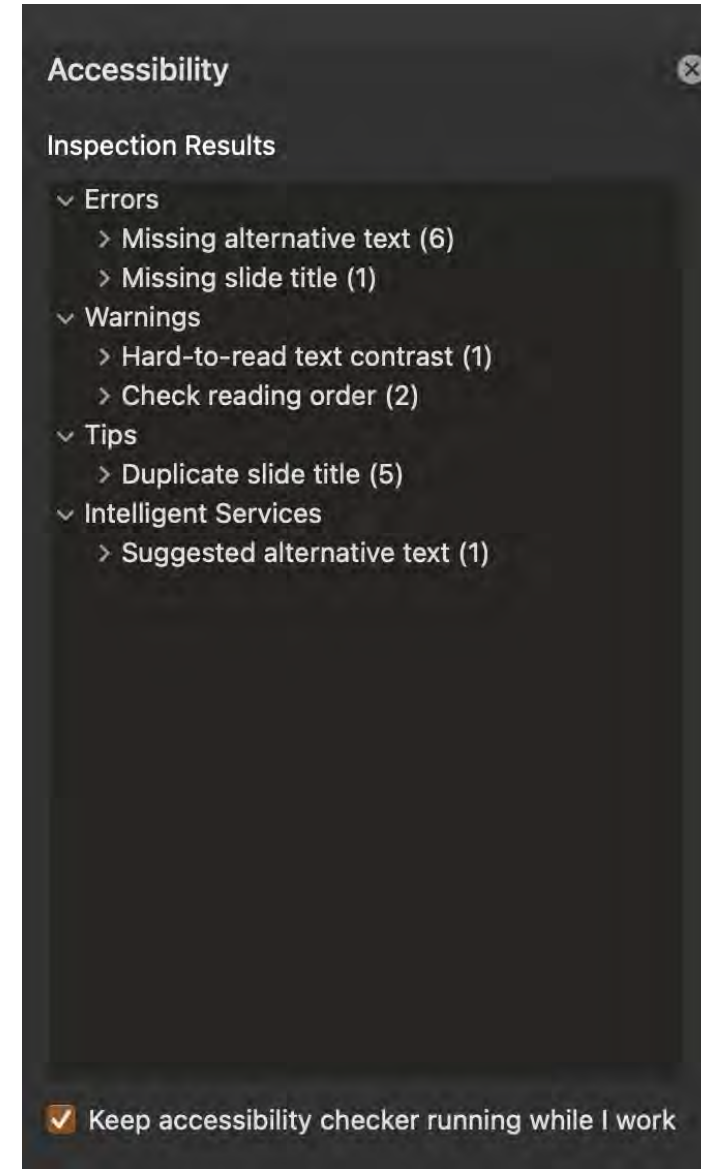 Accessibility
Inspection Results
Errors
Missing alternative text (6)
Missing slide title (1)
Warnings
Hard-to-read text contrast (1)
Check reading order (2)
Tips
Duplicate slide title (5)
Intelligent Services
Suggested alternative text (1)
Keep accessibility checker running while I work